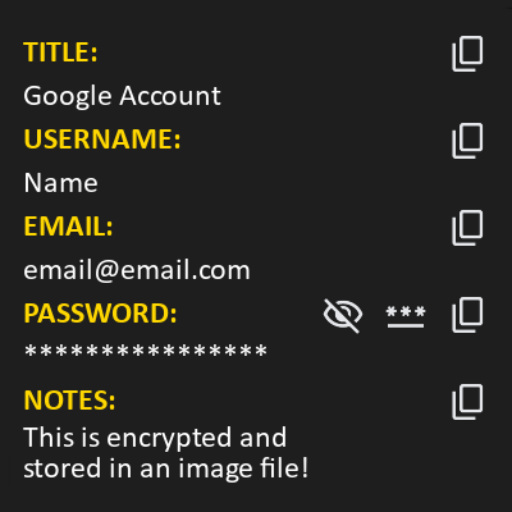 TITLE:
Google Account
USERNAME:
Name
EMAIL:
email@email.com
PASSWORD:
****************
NOTES:
This is encrypted and
stored in an image file!